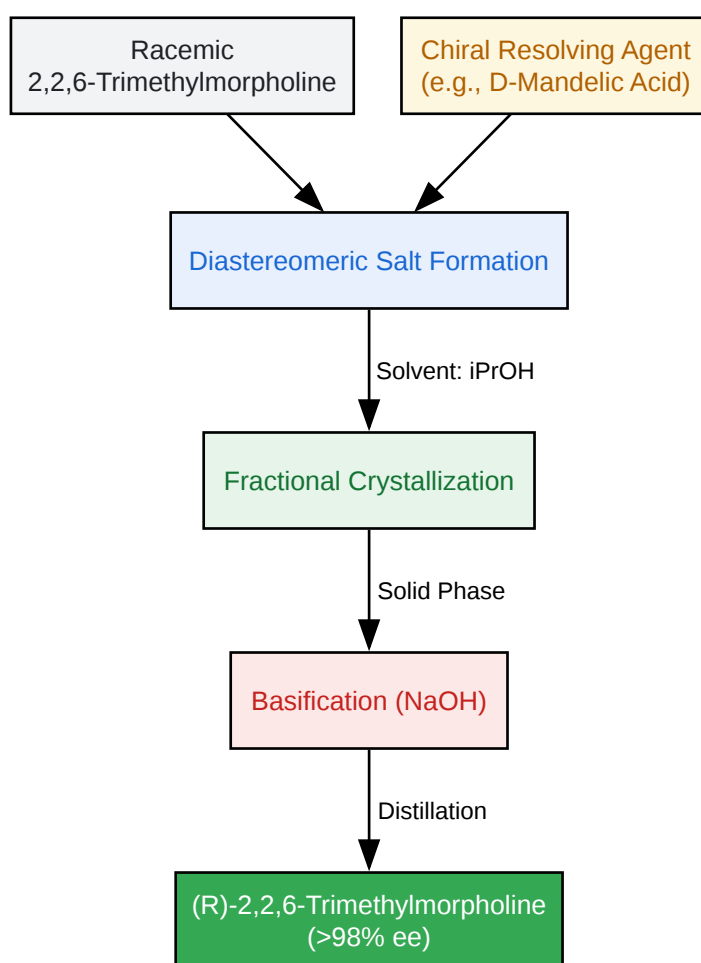 Racemic
2,2,6-Trimethylmorpholine
Chiral Resolving Agent
(e.g., D-Mandelic Acid)
Diastereomeric Salt Formation
Solvent: iPrOH
Fractional Crystallization
Solid Phase
Basification (NaOH)
Distillation
(R)-2,2,6-Trimethylmorpholine
(>98% ee)